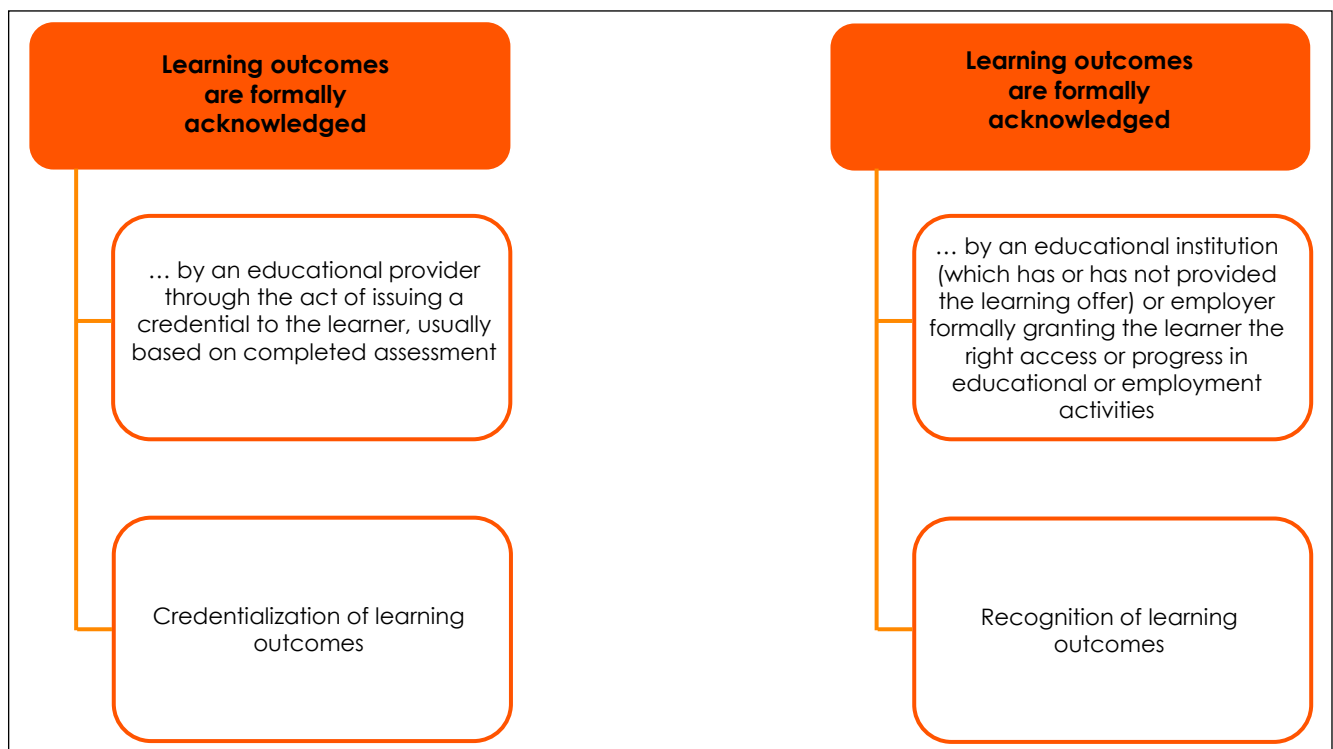 Learning outcomes
are formally
acknowledged
… by an educational provider
through the act of issuing a
credential to the learner, usually
based on completed assessment
Credentialization of learning
outcomes
Learning outcomes
are formally
acknowledged
… by an educational institution
(which has or has not provided
the learning offer) or employer
formally granting the learner the
right access or progress in
educational or employment
activities
Recognition of learning
outcomes